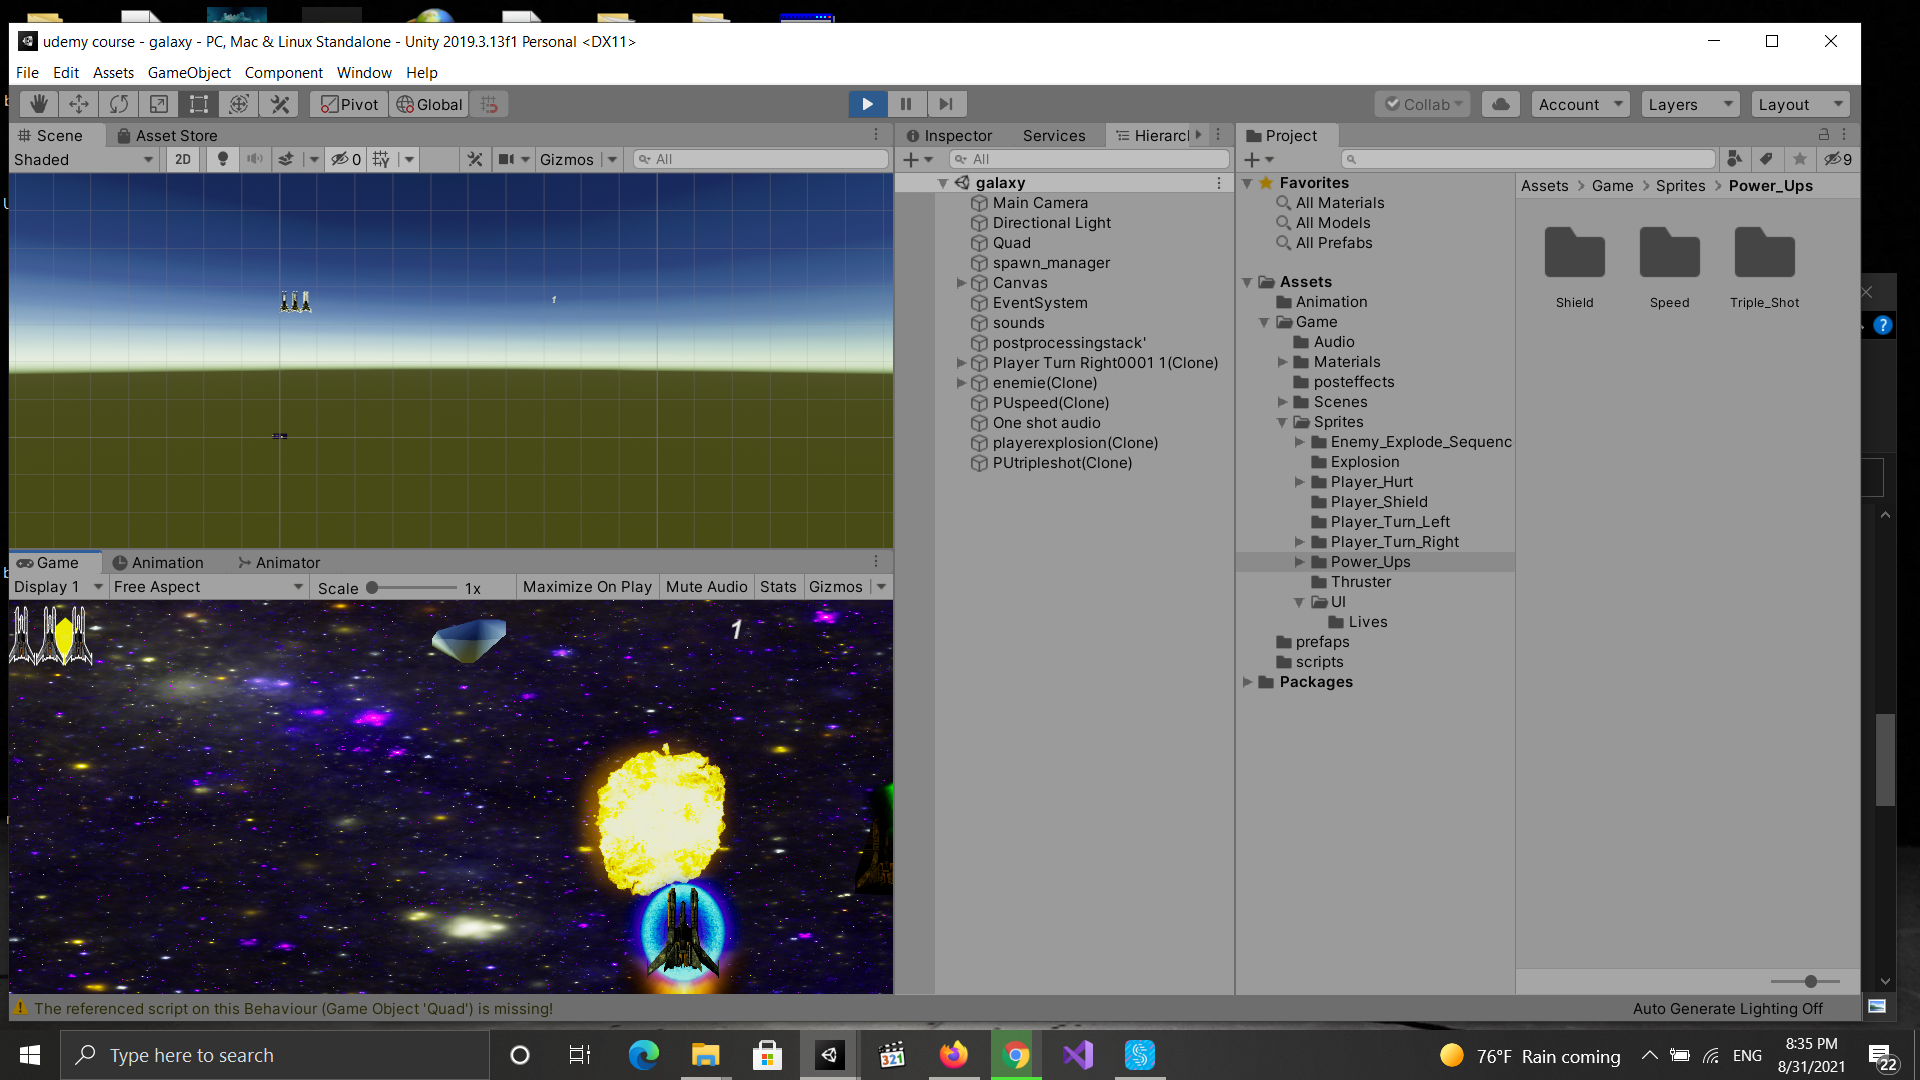 udemy course - galaxy - PC, Mac & Linux Standalone - Unity 2019.3.13f1 Personal <DX11>
File Edit Assets GameObject Component Window Help
Pivot Global Collab Account Layers Layout
Scene Asset Store
Shaded 2D 0 Gizmos All
Inspector Services Hierarc
All
galaxy
Main Camera
Directional Light
Quad
spawn_manager
Canvas
EventSystem
sounds
postprocessingstack'
Player Turn Right0001 1(Clone)
enemie(Clone)
PUspeed(Clone)
One shot audio
playerexplosion(Clone)
PUtripleshot(Clone)
Project
9
Favorites
All Materials
All Models
All Prefabs
Assets
Animation
Game
Audio
Materials
posteffects
Scenes
Sprites
Enemy_Explode_Sequenc
Explosion
Player_Hurt
Player_Shield
Player_Turn_Left
Player_Turn_Right
Power_Ups
Thruster
UI
Lives
prefaps
scripts
Packages
Assets > Game > Sprites > Power_Ups
Shield Speed Triple_Shot
1
Game Animation Animator
Display 1 Free Aspect Scale 1x Maximize On Play Mute Audio Stats Gizmos
1
The referenced script on this Behaviour (Game Object 'Quad') is missing!
Auto Generate Lighting Off
Type here to search
321
76°F Rain coming
ENG
8:35 PM
8/31/2021
22